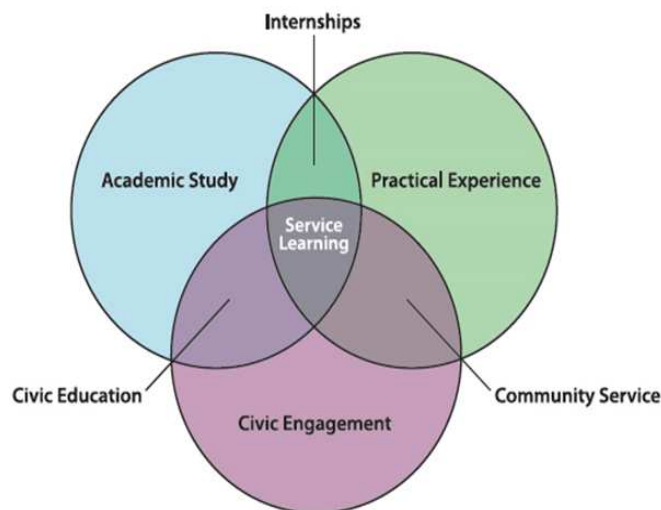 Internships
Academic Study
Practical Experience
Service
Learning
Civic Education
Community Service
Civic Engagement